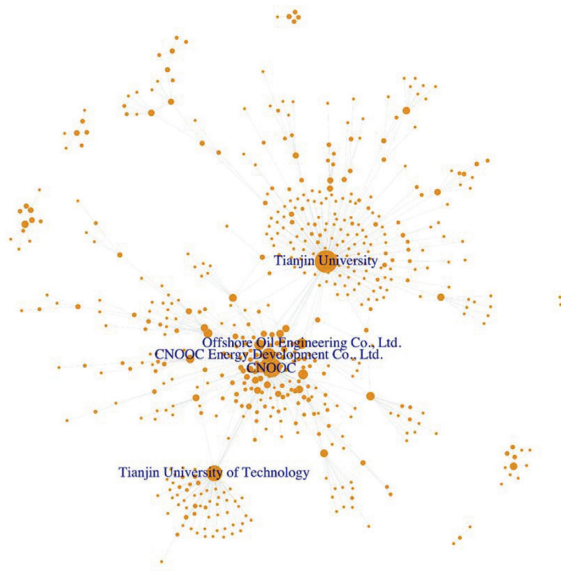 Tianjin University
Offshore Oil Engineering Co., Ltd.
CNOOC Energy Development Co., Ltd.
CNOOC
Tianjin University of Technology